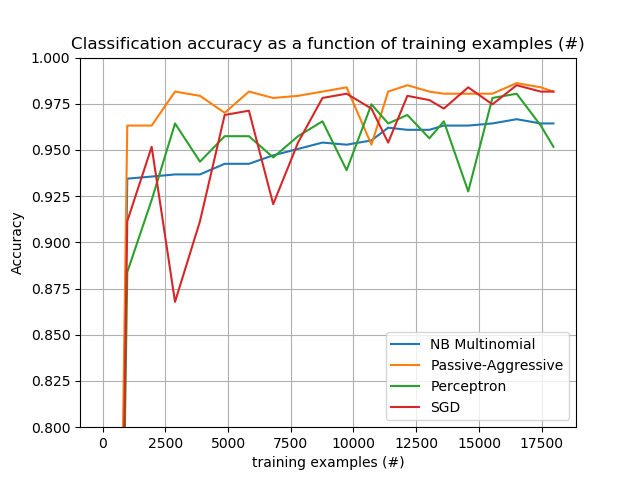 Classification accuracy as a function of training examples (#)
1.000
0.975
0.950
0.925
0.900
0.875
0.850
0.825
0.800
Accuracy
NB Multinomial
Passive-Aggressive
Perceptron
SGD
0 2500 5000 7500 10000 12500 15000 17500
training examples (#)